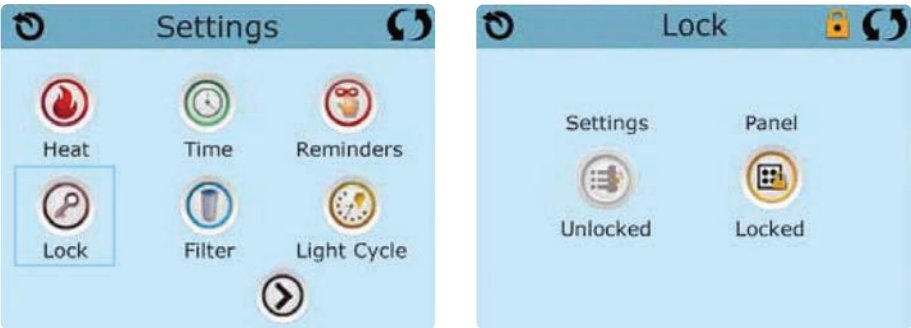 Settings
Heat Time Reminders
Lock Filter Light Cycle
Lock
Settings Panel
Unlocked Locked